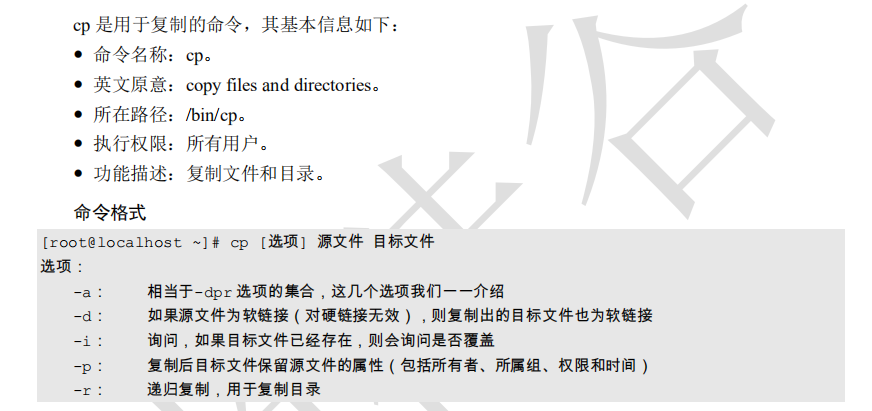 cp 是用于复制的命令，其基本信息如下：
● 命令名称：cp。
● 英文原意：copy files and directories。
● 所在路径：/bin/cp。
● 执行权限：所有用户。
● 功能描述：复制文件和目录。
命令格式
[root@localhost ~]# cp [选项] 源文件 目标文件
选项：
-a： 相当于-dpr 选项的集合，这几个选项我们一一介绍
-d： 如果源文件为软链接（对硬链接无效），则复制出的目标文件也为软链接
-i： 询问，如果目标文件已经存在，则会询问是否覆盖
-p： 复制后目标文件保留源文件的属性（包括所有者、所属组、权限和时间）
-r： 递归复制，用于复制目录